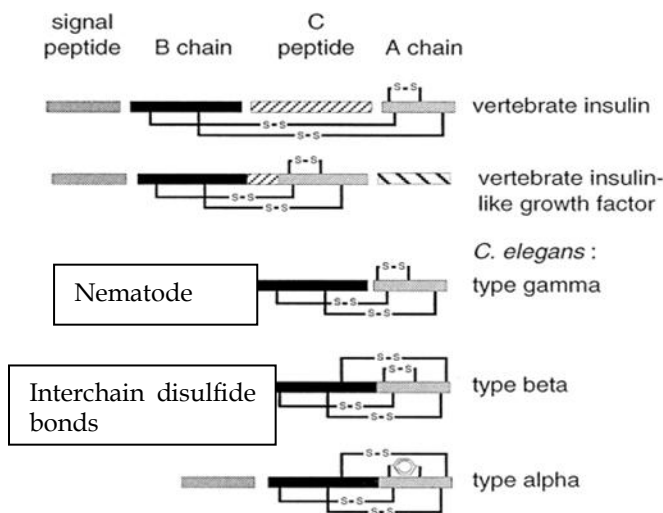 signal
peptide
B chain
C
peptide
A chain
S-S
vertebrate insulin
S-S
S-S
S-S
vertebrate insulin-
like growth factor
S-S
S-S
C. elegans :
Nematode
S-S
type gamma
S-S
S-S
Interchain disulfide
bonds
S-S
S-S
type beta
S-S
S-S
S-S
type alpha
S-S
S-S